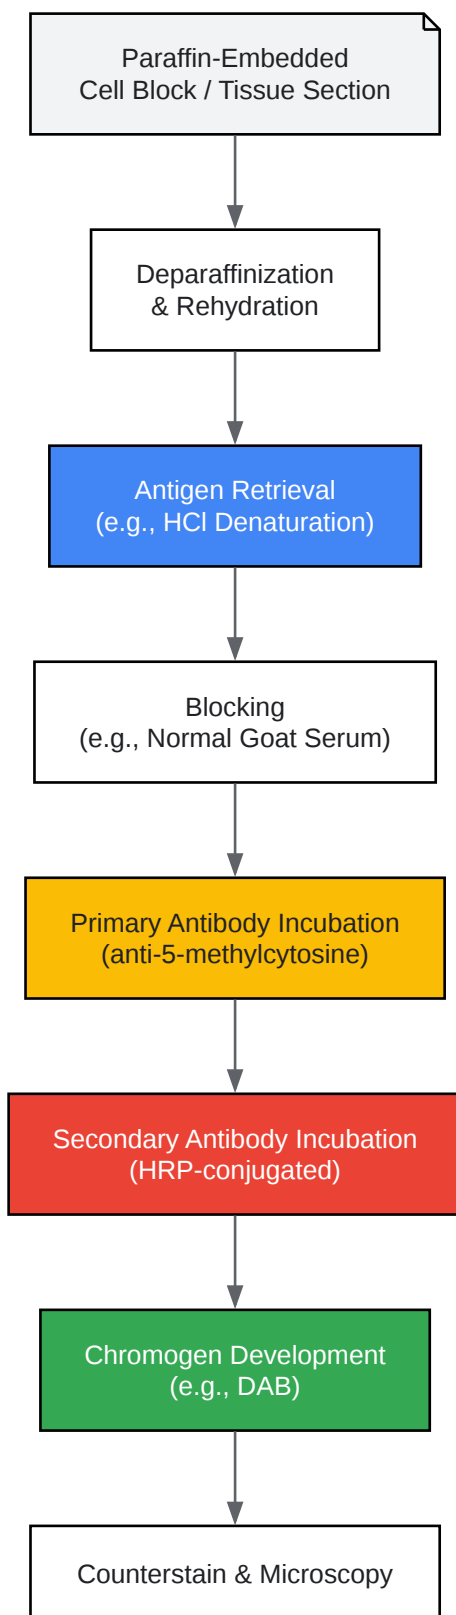 Paraffin-Embedded
Cell Block / Tissue Section
Deparaffinization
& Rehydration
Antigen Retrieval
(e.g., HCl Denaturation)
Blocking
(e.g., Normal Goat Serum)
Primary Antibody Incubation
(anti-5-methylcytosine)
Secondary Antibody Incubation
(HRP-conjugated)
Chromogen Development
(e.g., DAB)
Counterstain & Microscopy